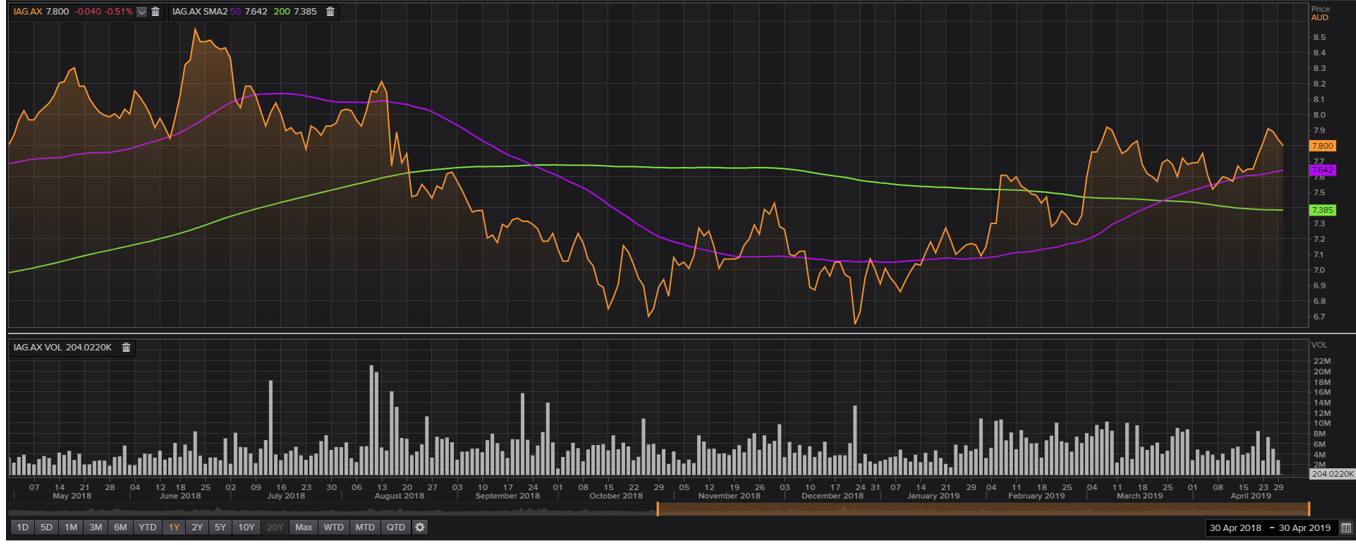 IAG.AX 7.800 -0.040 -0.51% IAG.AX SMA2 50 7.642 200 7.385
Price
AUD
8.5
8.4
8.3
8.2
8.1
8.0
7.9
7.800
7.7
7.642
7.6
7.5
7.385
7.3
7.2
7.1
7.0
6.9
6.8
6.7
IAG.AX VOL 204.0220K
VOL
22M
20M
18M
16M
14M
12M
10M
8M
6M
4M
2M
204.0220K
07 14 21 28 04 12 18 25 02 09 16 23 30 06 13 20 27 03 10 17 24 01 08 15 22 29 05 12 19 26 03 10 17 24 31 07 14 21 29 04 11 18 25 04 11 18 25 01 08 15 23 29
May 2018 June 2018 July 2018 August 2018 September 2018 October 2018 November 2018 December 2018 January 2019 February 2019 March 2019 April 2019
1D 5D 1M 3M 6M YTD 1Y 2Y 5Y 10Y 20Y Max WTD MTD QTD 30 Apr 2018 – 30 Apr 2019